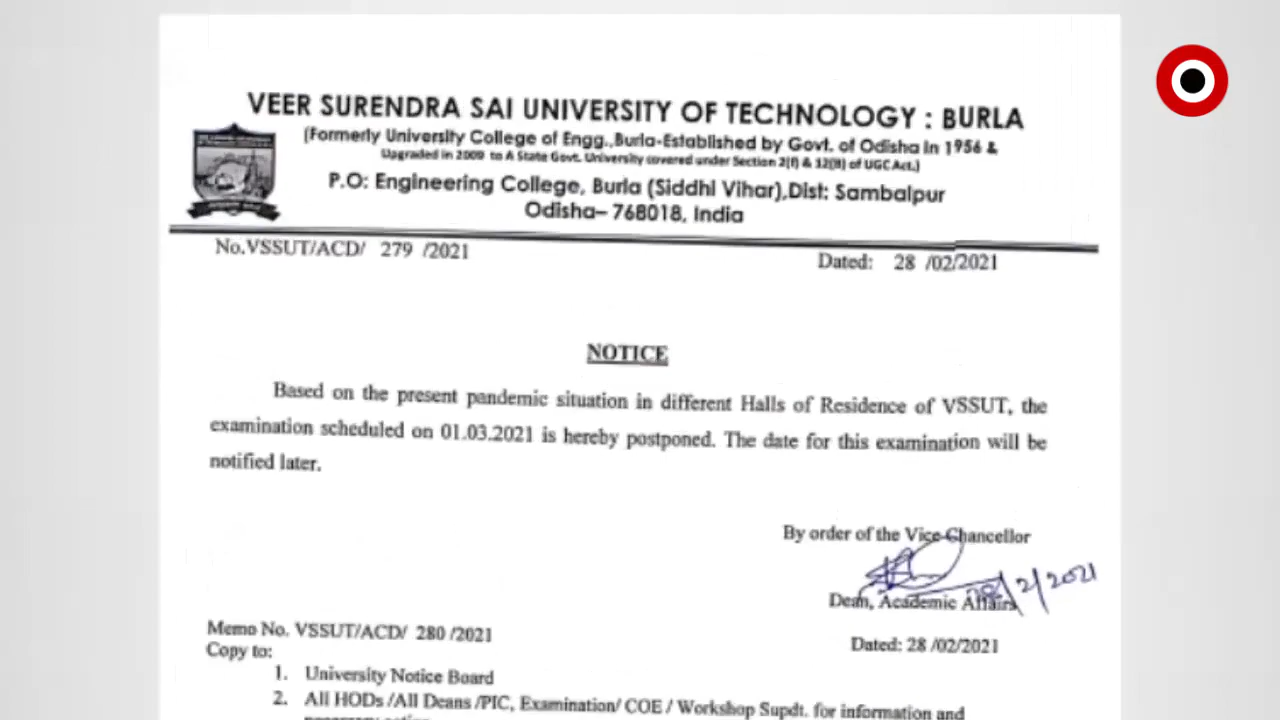 VEER SURENDRA SAI UNIVERSITY OF TECHNOLOGY : BURLA
(Formerly University College of Engg.,Burla-Established by Govt. of Odisha in 1956 &
Upgraded in 2009 to A State Govt. University covered under Section 2(f) & 12(B) of UGC Act.)
P.O: Engineering College, Burla (Siddhi Vihar),Dist: Sambalpur
Odisha– 768018, India
No.VSSUT/ACD/ 279 /2021
Dated: 28 /02/2021
NOTICE
Based on the present pandemic situation in different Halls of Residence of VSSUT, the
examination scheduled on 01.03.2021 is hereby postponed. The date for this examination will be
notified later.
By order of the Vice-Chancellor
/2/2021
Dean, Academic Affairs
Memo No. VSSUT/ACD/ 280 /2021
Dated: 28 /02/2021
Copy to:
1. University Notice Board
2. All HODs /All Deans /PIC, Examination/ COE / Workshop Supdt. for information and